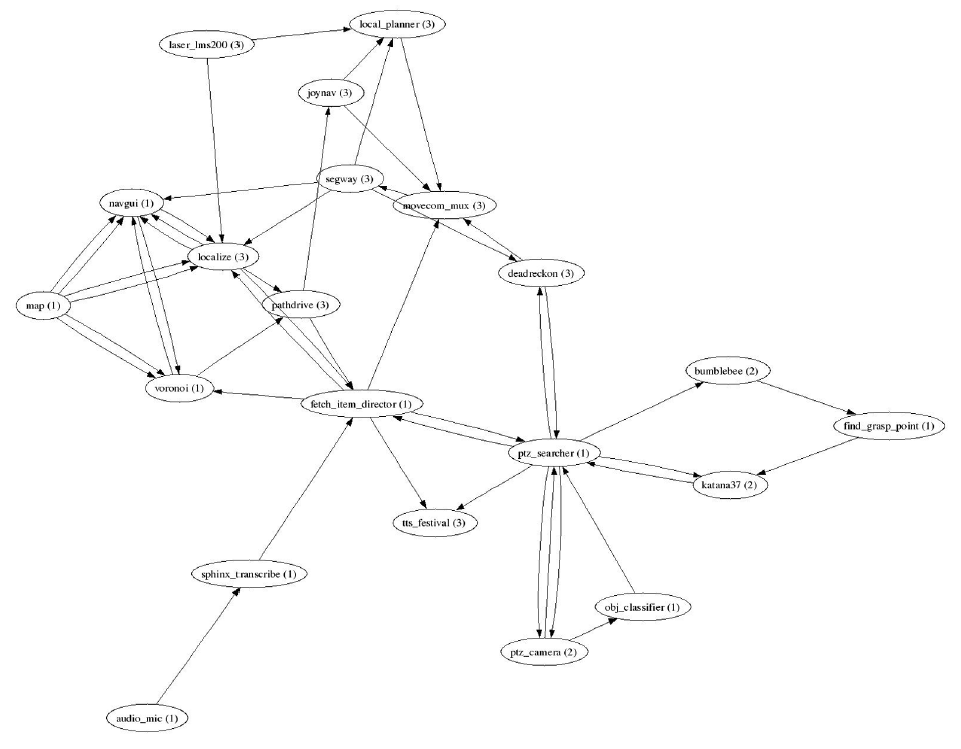 local_planner (3)
laser_lms200 (3)
joynav (3)
segway (3)
navgui (1)
movecom_mux (3)
localize (3)
deadreckon (3)
map (1)
pathdrive (3)
bumblebee (2)
voronoi (1)
fetch_item_director (1)
find_grasp_point (1)
ptz_searcher (1)
katana37 (2)
tts_festival (3)
sphinx_transcribe (1)
obj_classifier (1)
ptz_camera (2)
audio_mic (1)